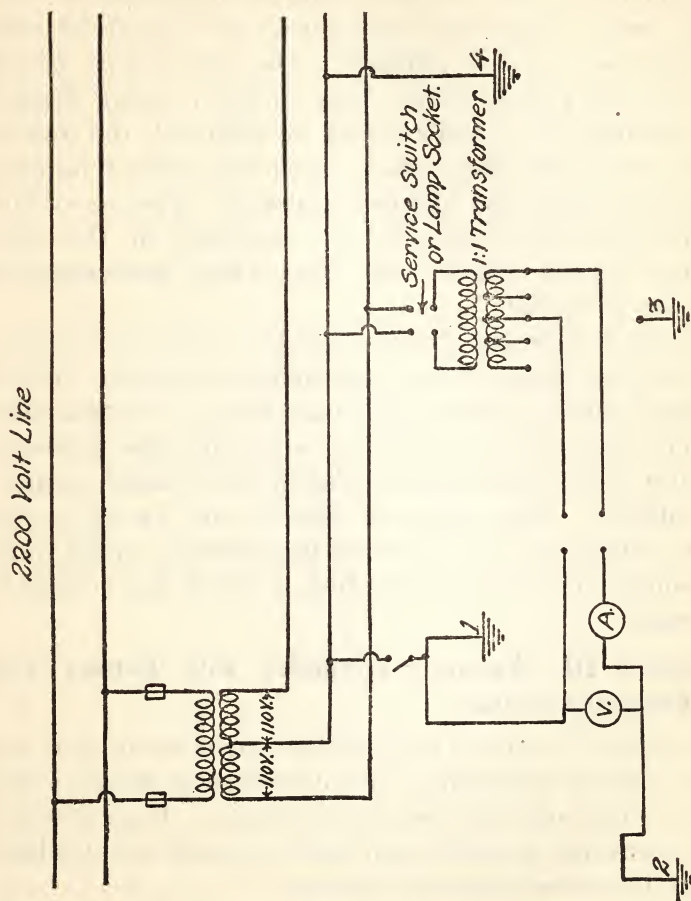 2200 Volt Line
110V.
110V.
Service Switch
or Lamp Socket.
1:1 Transformer
1
2
3
4
A.
V.